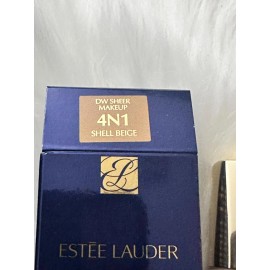 DW SHEER
MAKEUP
4N1
SHELL BEIGE
ESTĒE LAUDER